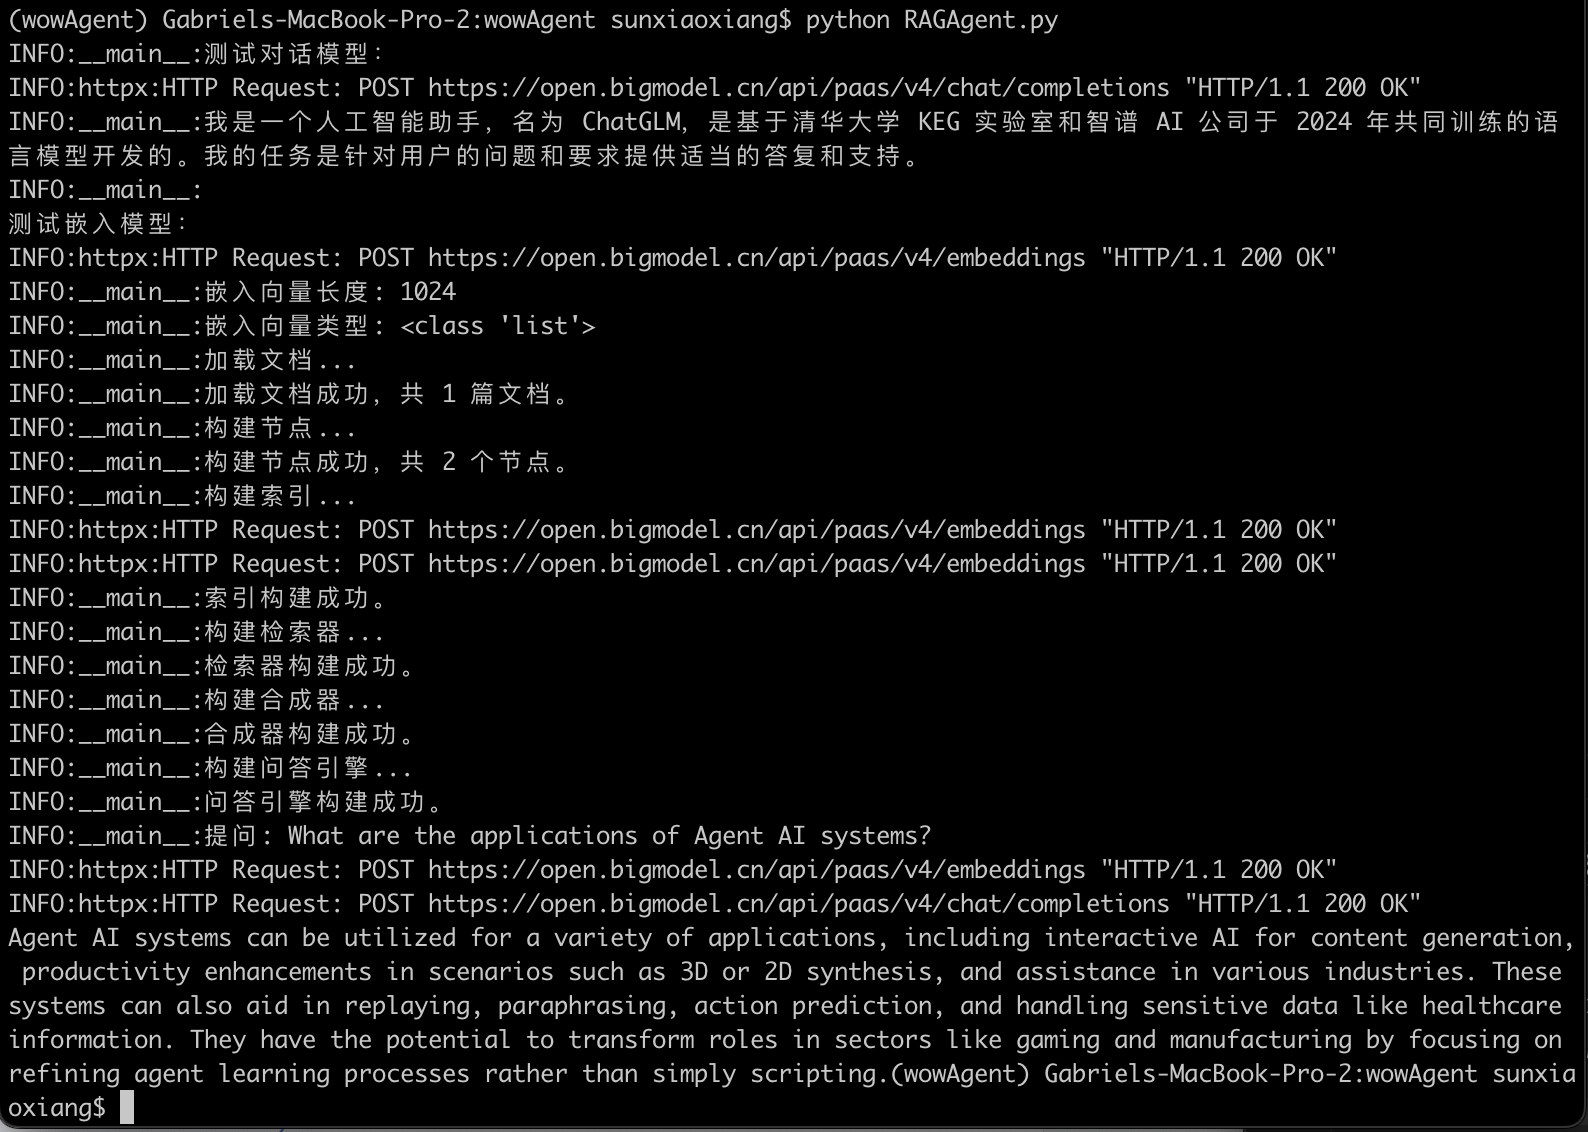 (wowAgent) Gabriels-MacBook-Pro-2:wowAgent sunxiaoxiang$ python RAGAgent.py
INFO:__main__:测试对话模型：
INFO:httpx:HTTP Request: POST https://open.bigmodel.cn/api/paas/v4/chat/completions "HTTP/1.1 200 OK"
INFO:__main__:我是一个人工智能助手，名为 ChatGLM，是基于清华大学 KEG 实验室和智谱 AI 公司于 2024 年共同训练的语
言模型开发的。我的任务是针对用户的问题和要求提供适当的答复和支持。
INFO:__main__:
测试嵌入模型：
INFO:httpx:HTTP Request: POST https://open.bigmodel.cn/api/paas/v4/embeddings "HTTP/1.1 200 OK"
INFO:__main__:嵌入向量长度：1024
INFO:__main__:嵌入向量类型：<class 'list'>
INFO:__main__:加载文档...
INFO:__main__:加载文档成功，共 1 篇文档。
INFO:__main__:构建节点...
INFO:__main__:构建节点成功，共 2 个节点。
INFO:__main__:构建索引...
INFO:httpx:HTTP Request: POST https://open.bigmodel.cn/api/paas/v4/embeddings "HTTP/1.1 200 OK"
INFO:httpx:HTTP Request: POST https://open.bigmodel.cn/api/paas/v4/embeddings "HTTP/1.1 200 OK"
INFO:__main__:索引构建成功。
INFO:__main__:构建检索器...
INFO:__main__:检索器构建成功。
INFO:__main__:构建合成器...
INFO:__main__:合成器构建成功。
INFO:__main__:构建问答引擎...
INFO:__main__:问答引擎构建成功。
INFO:__main__:提问: What are the applications of Agent AI systems?
INFO:httpx:HTTP Request: POST https://open.bigmodel.cn/api/paas/v4/embeddings "HTTP/1.1 200 OK"
INFO:httpx:HTTP Request: POST https://open.bigmodel.cn/api/paas/v4/chat/completions "HTTP/1.1 200 OK"
Agent AI systems can be utilized for a variety of applications, including interactive AI for content generation,
 productivity enhancements in scenarios such as 3D or 2D synthesis, and assistance in various industries. These
systems can also aid in replaying, paraphrasing, action prediction, and handling sensitive data like healthcare
information. They have the potential to transform roles in sectors like gaming and manufacturing by focusing on
refining agent learning processes rather than simply scripting.(wowAgent) Gabriels-MacBook-Pro-2:wowAgent sunxia
oxiang$